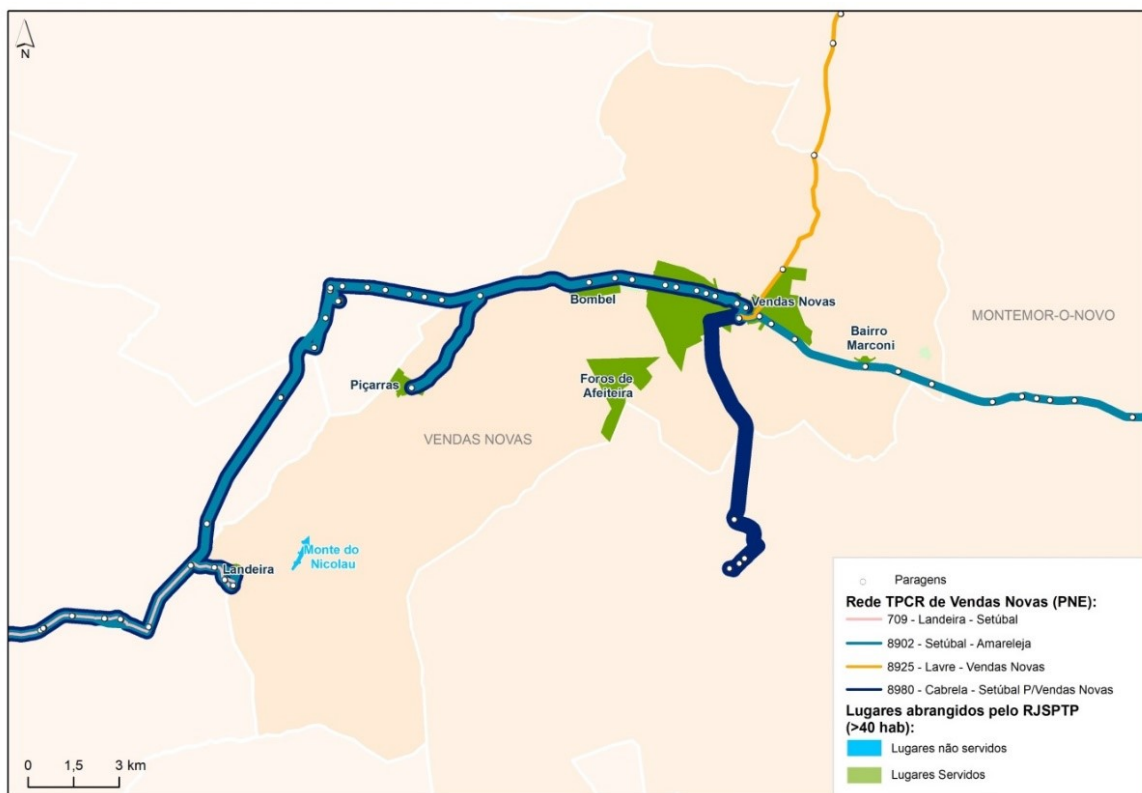 N
Bombel
Vendas Novas
Bairro
Marconi
MONTEMOR-O-NOVO
Piçarras
Foros de
Afeiteira
VENDAS NOVAS
Monte do
Nicolau
Landeira
0 1,5 3 km
Paragens
Rede TPCR de Vendas Novas (PNE):
709 - Landeira - Setúbal
8902 - Setúbal - Amareleja
8925 - Lavre - Vendas Novas
8980 - Cabrela - Setúbal P/Vendas Novas
Lugares abrangidos pelo RJSPTP
(>40 hab):
Lugares não servidos
Lugares Servidos